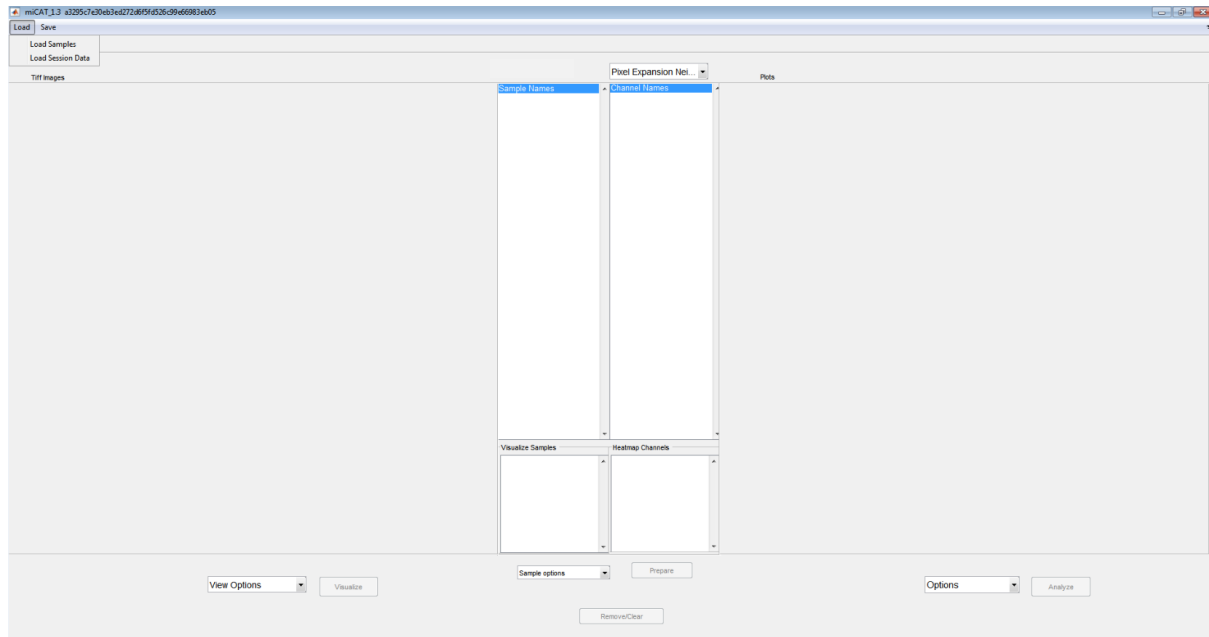 miCAT_1.3 a3295c7e30eb3ed272d6f5fd526c99e66983eb05
Load Save
Load Samples
Load Session Data
Tiff Images
Pixel Expansion Nei...
Plots
Sample Names
Channel Names
Visualize Samples
Heatmap Channels
View Options
Visualize
Sample options
Prepare
Options
Analyze
Remove/Clear